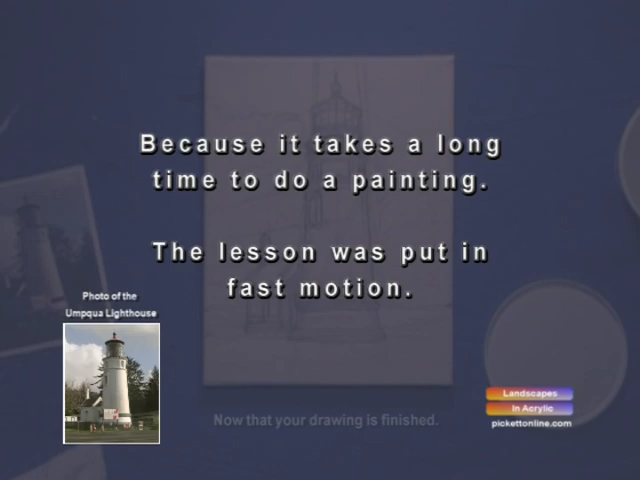 Because it takes a long
time to do a painting.
The lesson was put in
fast motion.
Photo of the
Umpqua Lighthouse
Landscapes
In Acrylic
pickettonline.com
Now that your drawing is finished.